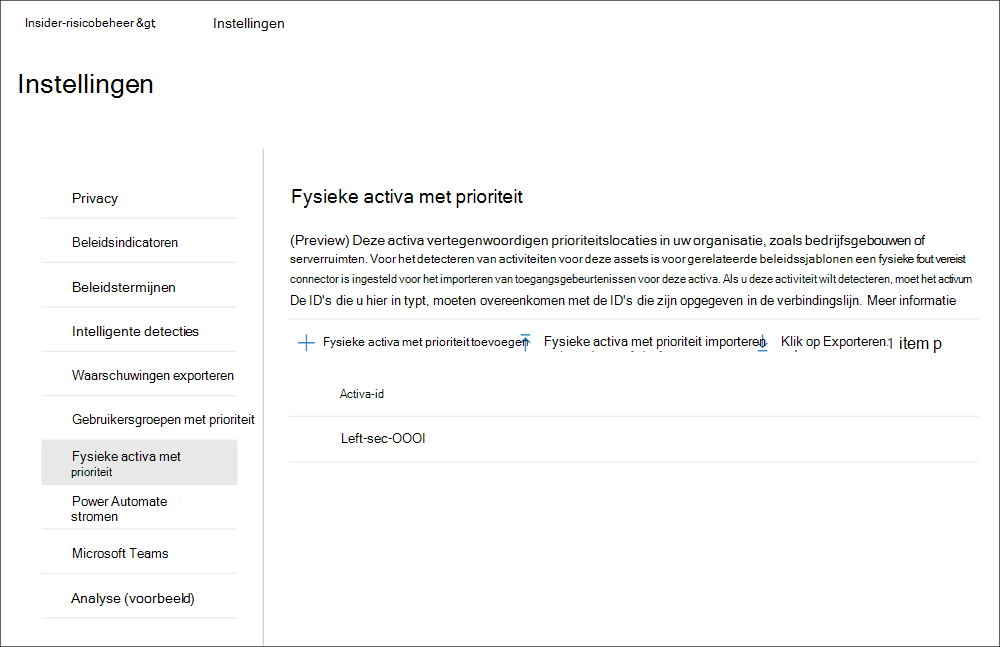 Insider-risicobeheer &gt; Instellingen
Instellingen
Privacy
Beleidsindicatoren
Beleidstermijnen
Intelligente detecties
Waarschuwingen exporteren
Gebruikersgroepen met prioriteit
Fysieke activa met
prioriteit
Power Automate
stromen
Microsoft Teams
Analyse (voorbeeld)
Fysieke activa met prioriteit
(Preview) Deze activa vertegenwoordigen prioriteitslocaties in uw organisatie, zoals bedrijfsgebouwen of
serverruimten. Voor het detecteren van activiteiten voor deze assets is voor gerelateerde beleidssjablonen een fysieke fout vereist
connector is ingesteld voor het importeren van toegangsgebeurtenissen voor deze activa. Als u deze activiteit wilt detecteren, moet het activum
De ID's die u hier in typt, moeten overeenkomen met de ID's die zijn opgegeven in de verbindingslijn. Meer informatie
Fysieke activa met prioriteit toevoegen Fysieke activa met prioriteit importeren Klik op Exporteren. 1 item p
Activa-id
Left-sec-OOOI